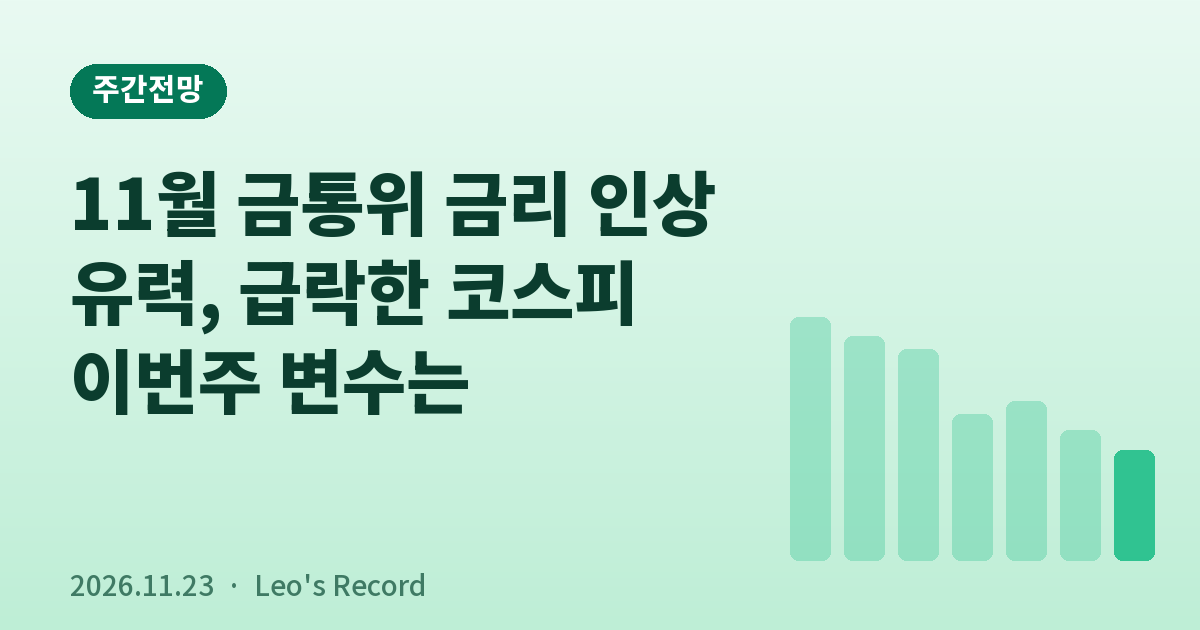 주간전망
11월 금통위 금리 인상
유력, 급락한 코스피
이번주 변수는
2026.11.23 · Leo's Record